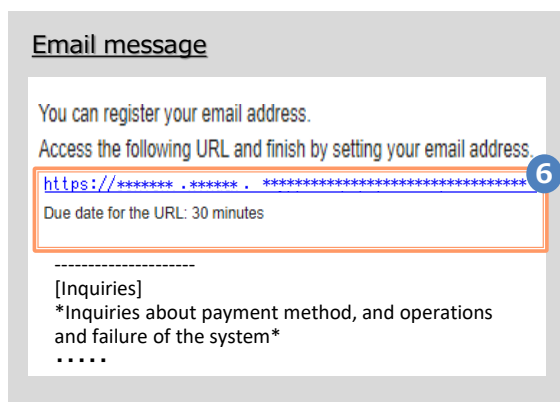 Email message
You can register your email address.
Access the following URL and finish by setting your email address.
https://******* .****** . *********************************
6
Due date for the URL: 30 minutes
---------------------
[Inquiries]
*Inquiries about payment method, and operations
and failure of the system*
・・・・・